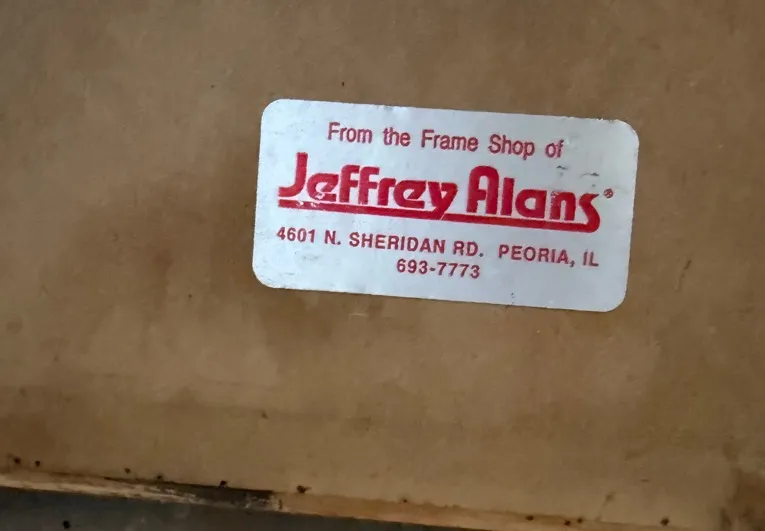 From the Frame Shop of
Jeffrey Alans®
4601 N. SHERIDAN RD. PEORIA, IL
693-7773